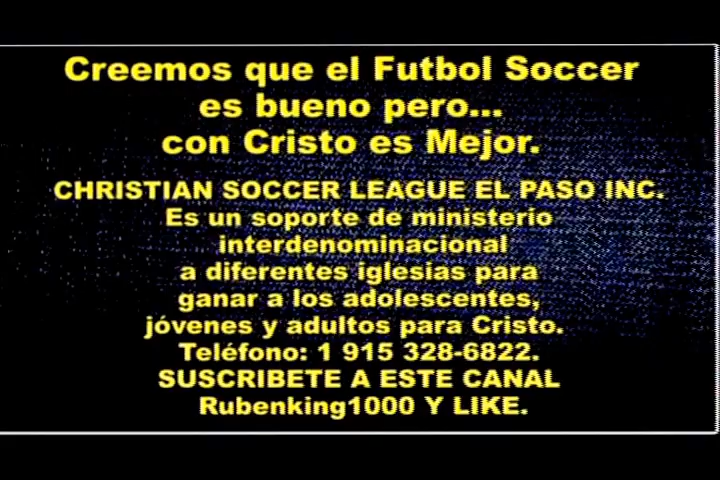 Creemos que el Futbol Soccer
es bueno pero...
con Cristo es Mejor.
CHRISTIAN SOCCER LEAGUE EL PASO INC.
Es un soporte de ministerio
interdenominacional
a diferentes iglesias para
ganar a los adolescentes,
jóvenes y adultos para Cristo.
Teléfono: 1 915 328-6822.
SUSCRIBETE A ESTE CANAL
Rubenking1000 Y LIKE.